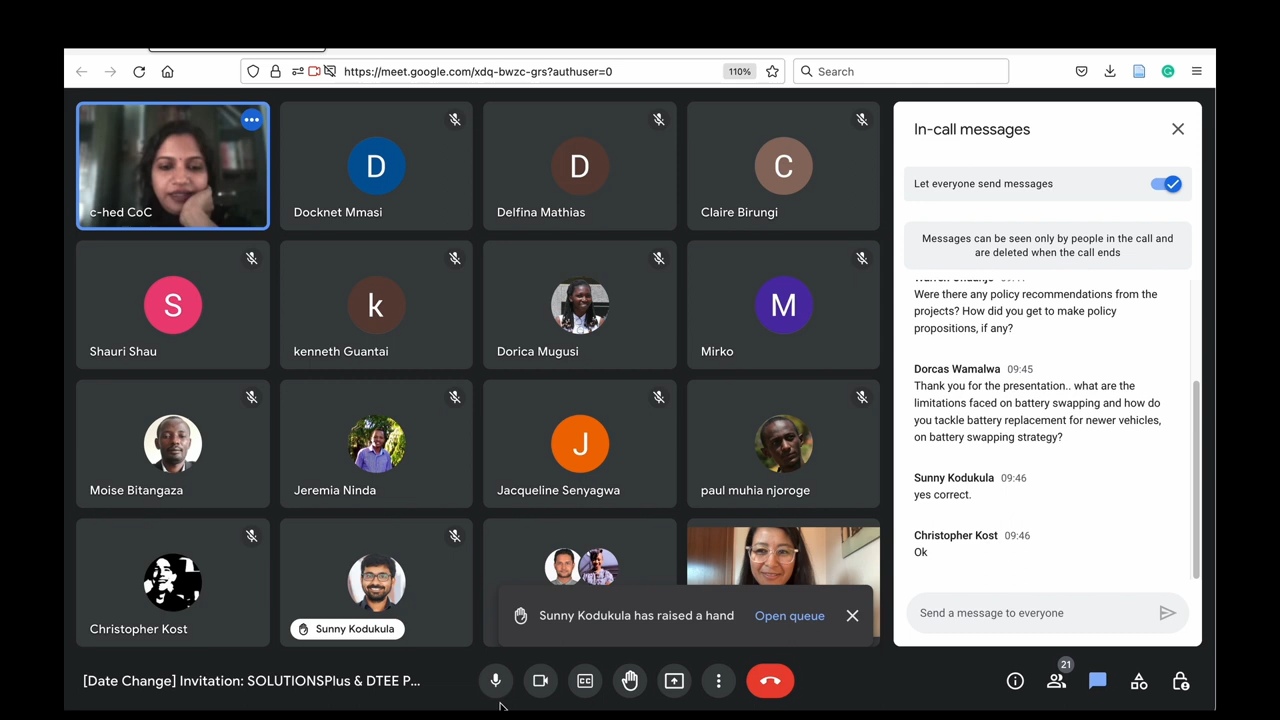 https://meet.google.com/xdq-bwzc-grs?authuser=0
110%
Search
c-hed CoC
D
Docknet Mmasi
D
Delfina Mathias
C
Claire Birungi
S
Shauri Shau
k
kenneth Guantai
Dorica Mugusi
M
Mirko
Moise Bitangaza
Jeremia Ninda
J
Jacqueline Senyagwa
paul muhia njoroge
Christopher Kost
Sunny Kodukula
Sunny Kodukula has raised a hand
Open queue
In-call messages
Let everyone send messages
Messages can be seen only by people in the call and
are deleted when the call ends
Were there any policy recommendations from the
projects? How did you get to make policy
propositions, if any?
Dorcas Wamalwa 09:45
Thank you for the presentation.. what are the
limitations faced on battery swapping and how do
you tackle battery replacement for newer vehicles,
on battery swapping strategy?
Sunny Kodukula 09:46
yes correct.
Christopher Kost 09:46
Ok
Send a message to everyone
[Date Change] Invitation: SOLUTIONSPlus & DTEE P...
CC
21